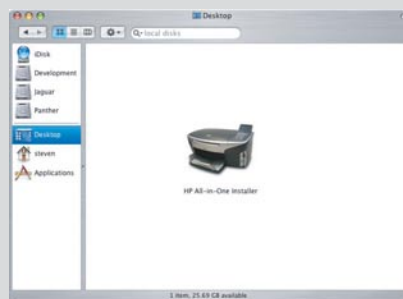 Desktop
local disks
iDisk
Development
Jaguar
Panther
Desktop
steven
Applications
HP All-in-One Installer
1 item, 25.69 GB available